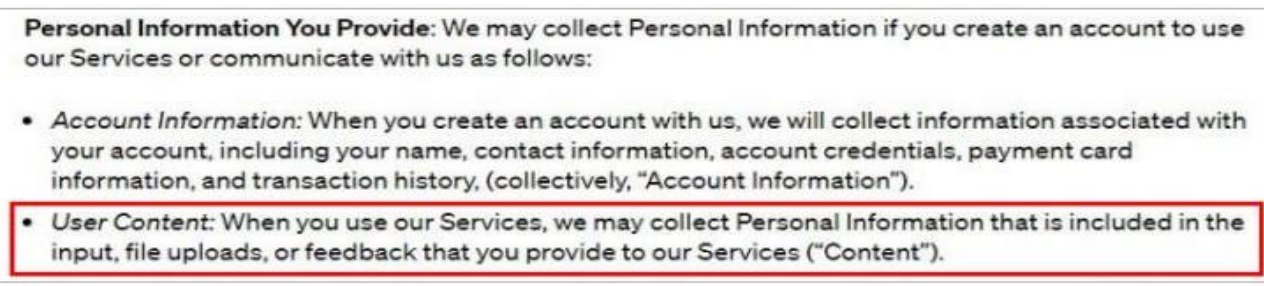 Personal Information You Provide: We may collect Personal Information if you create an account to use
our Services or communicate with us as follows:
• Account Information: When you create an account with us, we will collect information associated with
your account, including your name, contact information, account credentials, payment card
information, and transaction history, (collectively, “Account Information”).
• User Content: When you use our Services, we may collect Personal Information that is included in the
input, file uploads, or feedback that you provide to our Services (“Content”).